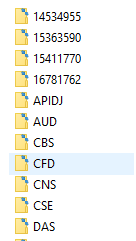 14534955
15363590
15411770
16781762
APIDJ
AUD
CBS
CFD
CNS
CSE
DAS